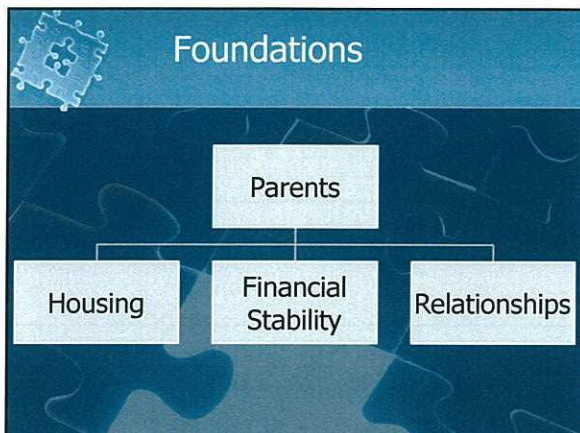 Foundations
Parents
Housing
Financial
Stability
Relationships